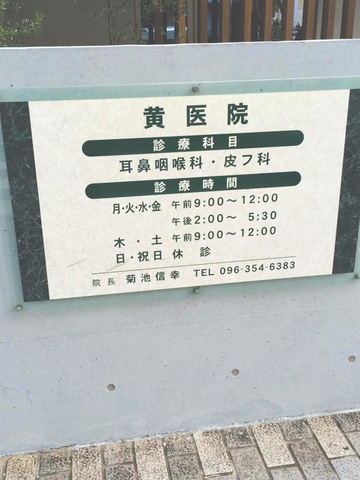 黄医院
診療科目
耳鼻咽喉科・皮フ科
診療時間
月・火・水・金 午前9:00～12:00
午後2:00～ 5:30
木・土 午前9:00～12:00
日・祝日 休 診
院長 菊池信幸 TEL 096-354-6383